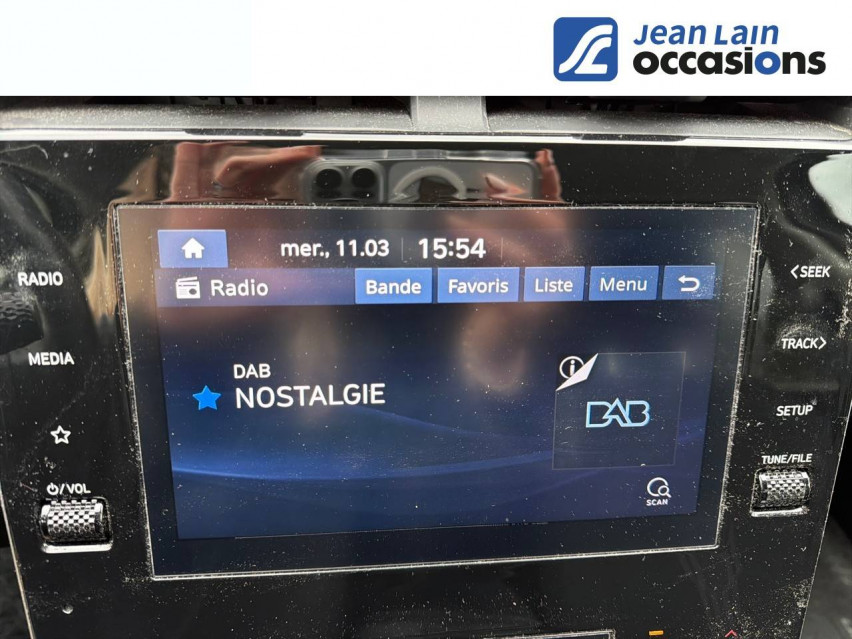 Jean Lain
occasions
mer., 11.03 15:54
Radio Bande Favoris Liste Menu
DAB
NOSTALGIE
DAB
SCAN
RADIO
MEDIA
⏻/VOL
<SEEK
TRACK>
SETUP
TUNE/FILE